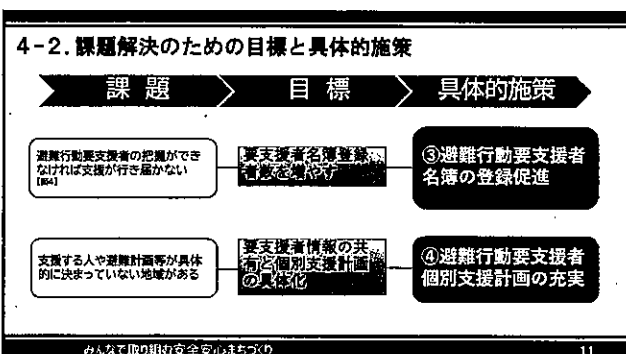 4-2.課題解決のための目標と具体的施策
課題
目標
具体的施策
避難行動要支援者の把握ができ
なければ支援が行き届かない
要支援者名簿登録
者数を増やす
③避難行動要支援者
名簿の登録促進
支援する人や避難計画等が具体
的に決まっていない地域がある
要支援者情報の共
有と個別支援計画
の具体化
④避難行動要支援者
個別支援計画の充実
みんなで取り組む安全安心まちづくり
11